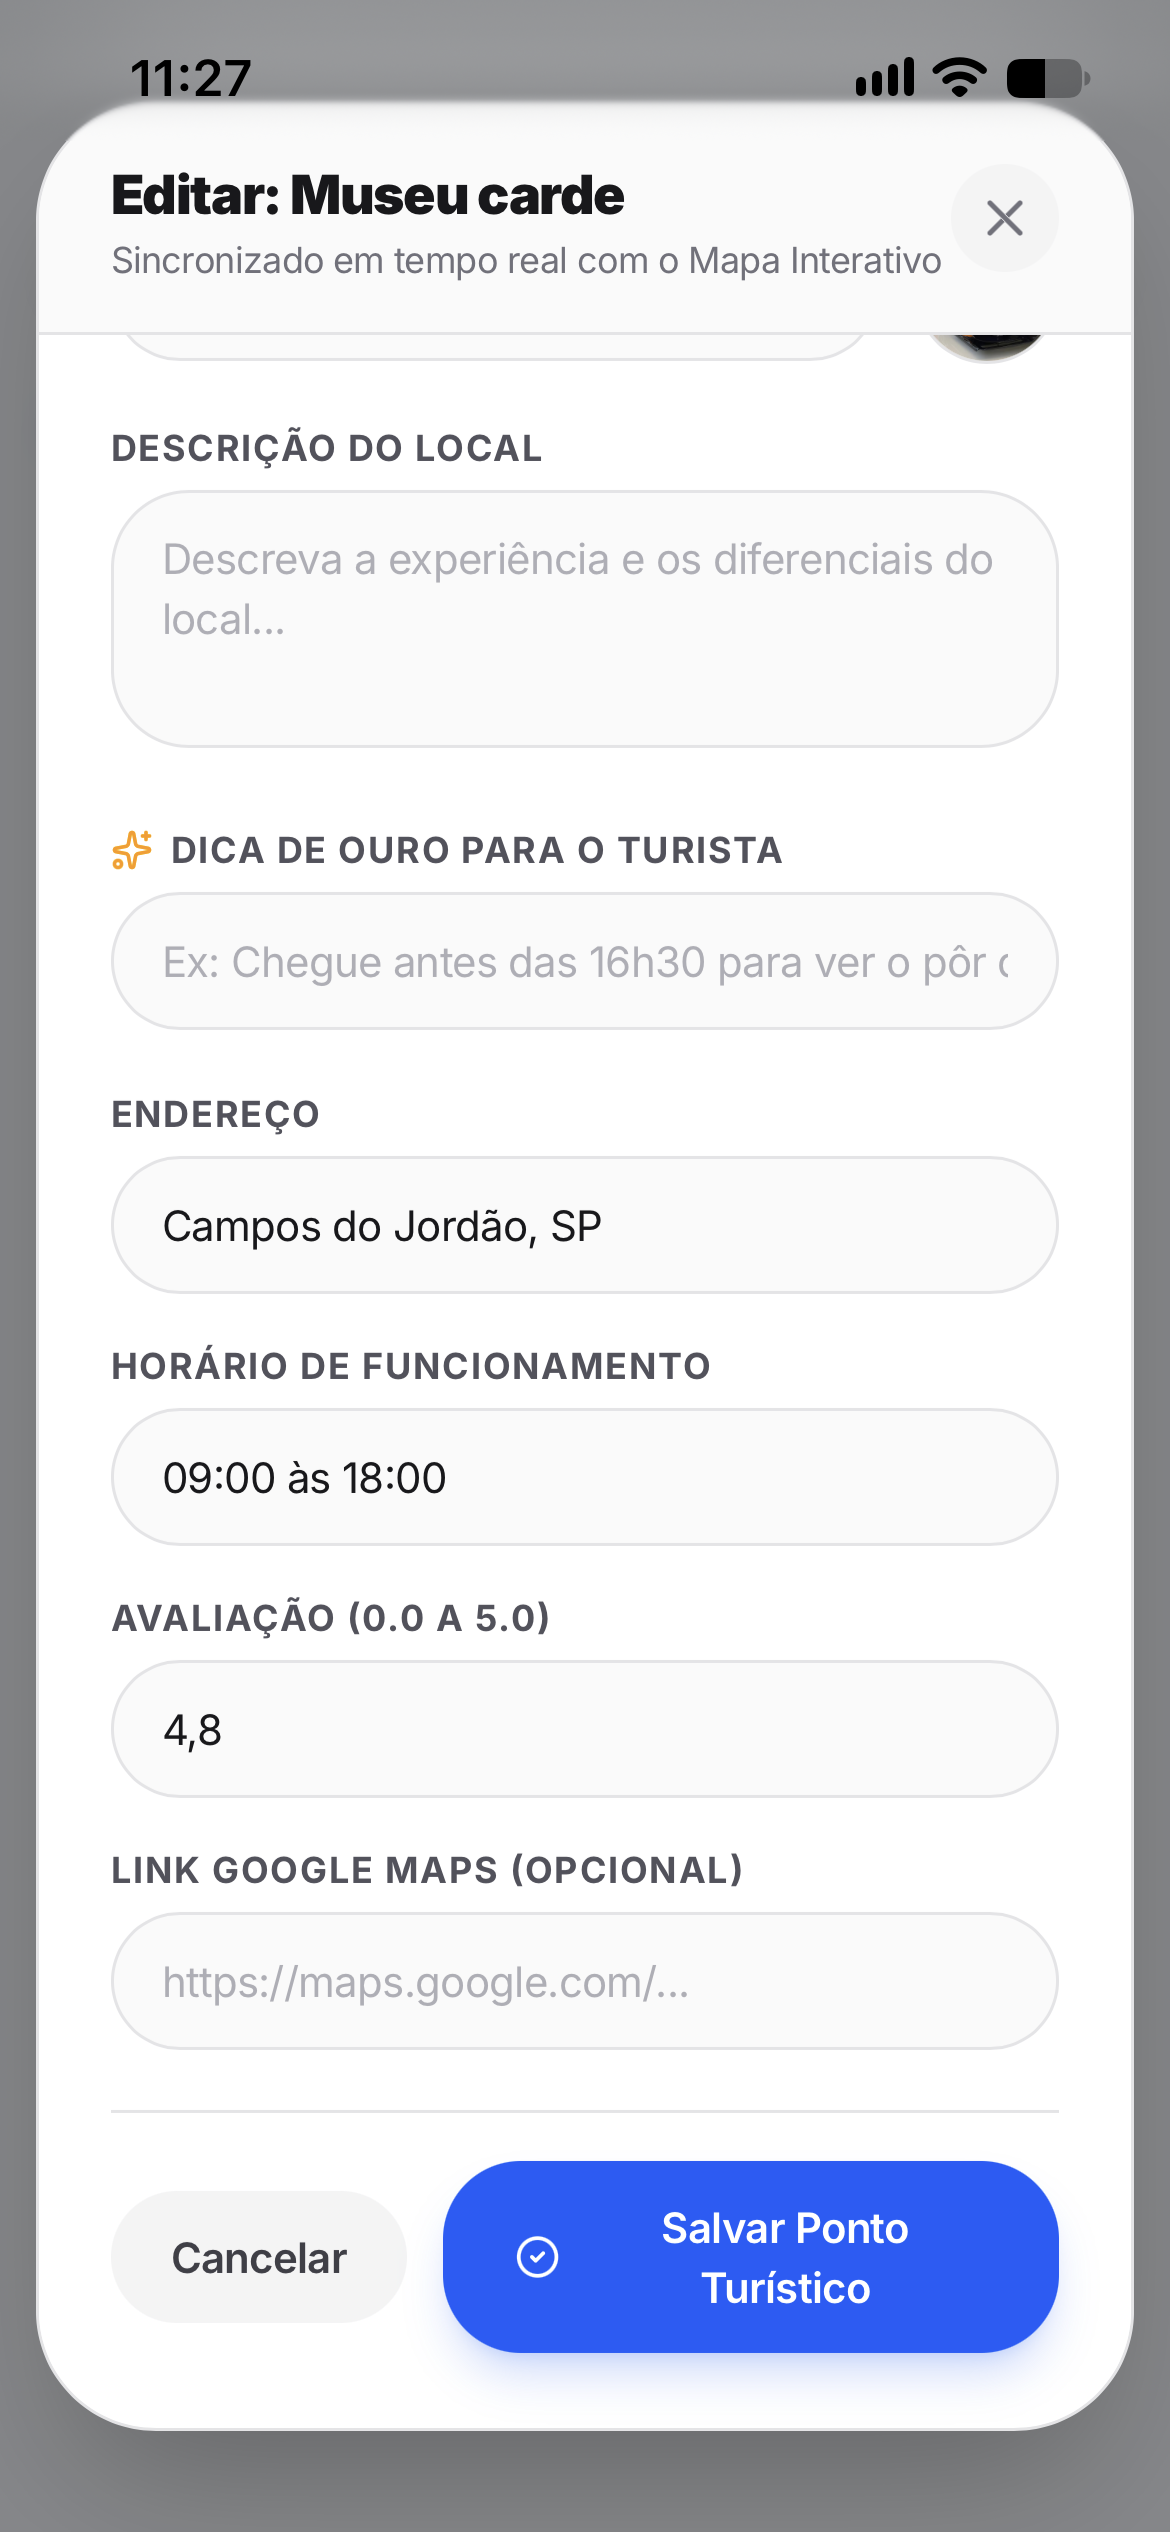 11:27
Editar: Museu carde
Sincronizado em tempo real com o Mapa Interativo
DESCRIÇÃO DO LOCAL
Descreva a experiência e os diferenciais do
local...
DICA DE OURO PARA O TURISTA
Ex: Chegue antes das 16h30 para ver o pôr
ENDEREÇO
Campos do Jordão, SP
HORÁRIO DE FUNCIONAMENTO
09:00 às 18:00
AVALIAÇÃO (0.0 A 5.0)
4,8
LINK GOOGLE MAPS (OPCIONAL)
https://maps.google.com/...
Cancelar
Salvar Ponto
Turístico